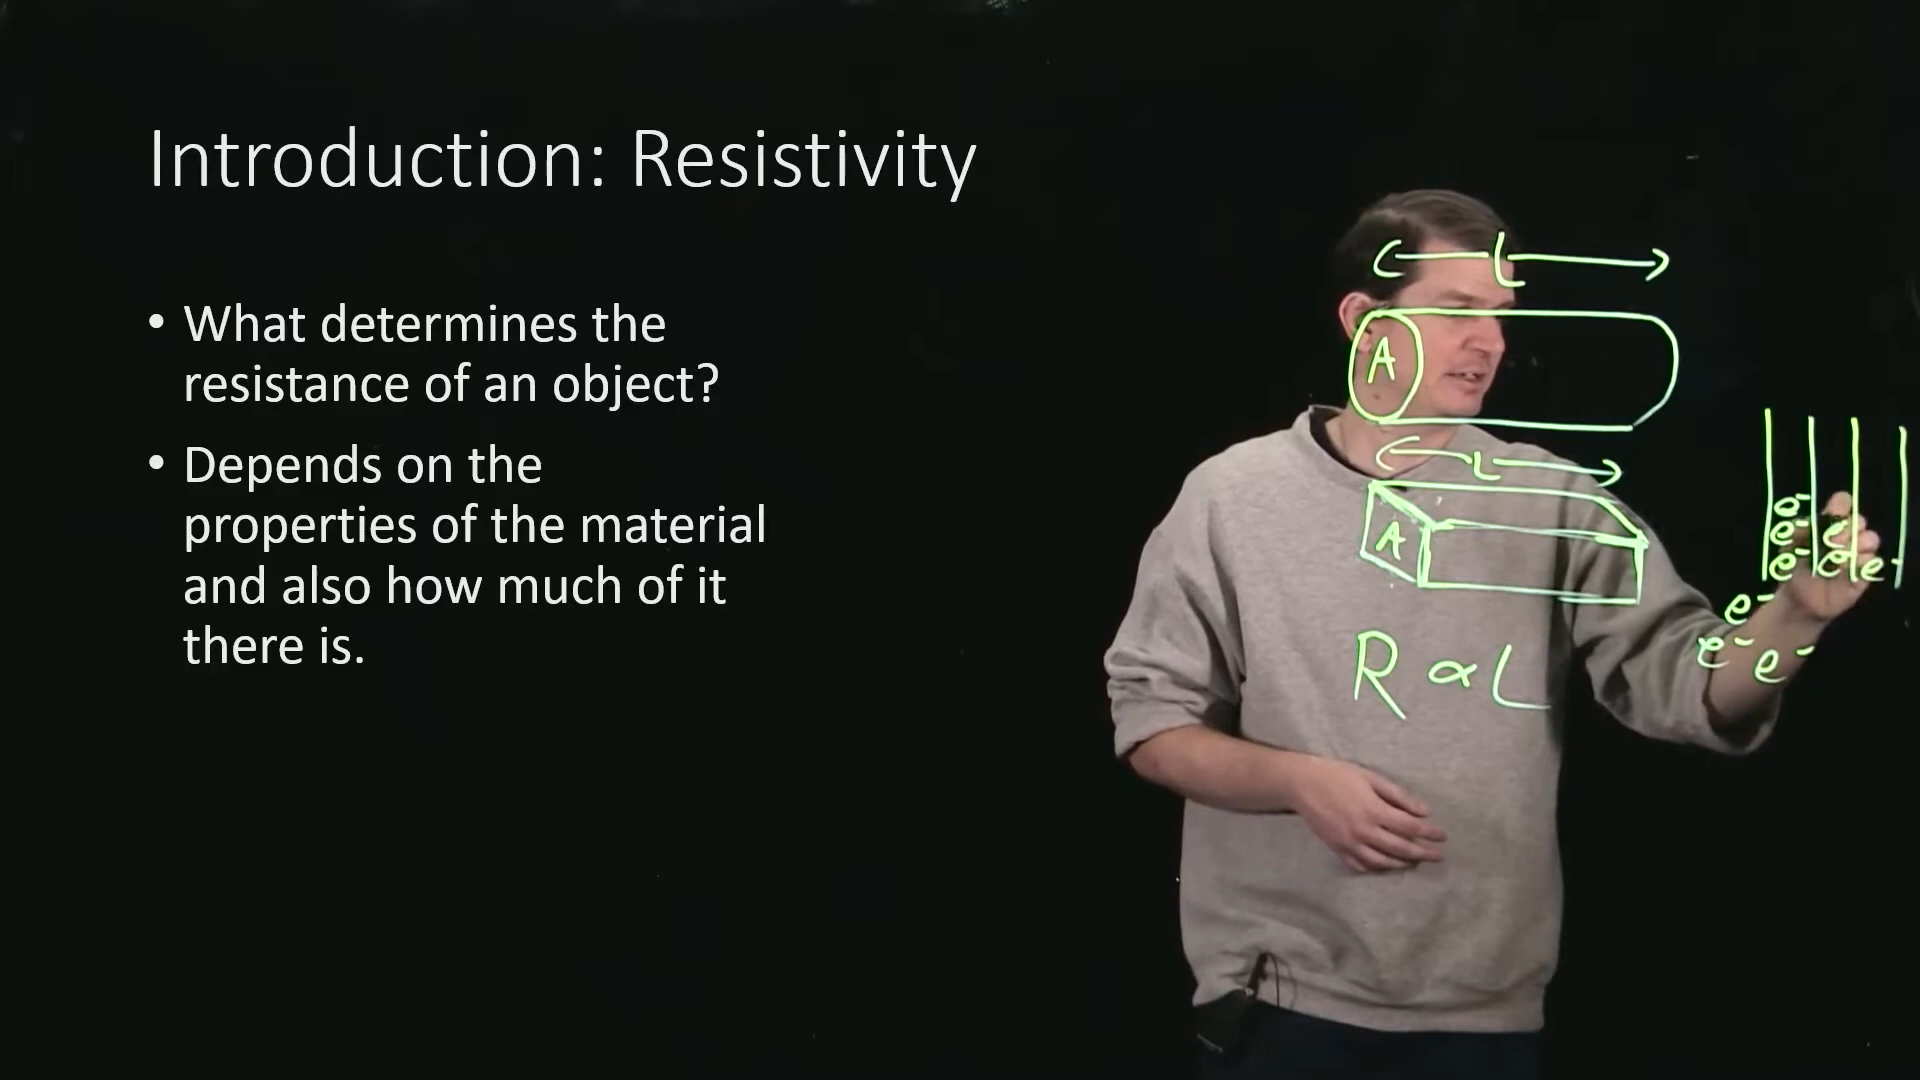 Introduction: Resistivity
• What determines the
resistance of an object?
• Depends on the
properties of the material
and also how much of it
there is.
L
A
L
A
R ∝ L
e⁻
e⁻ e
e⁻ e e⁻
e⁻
e⁻ e⁻